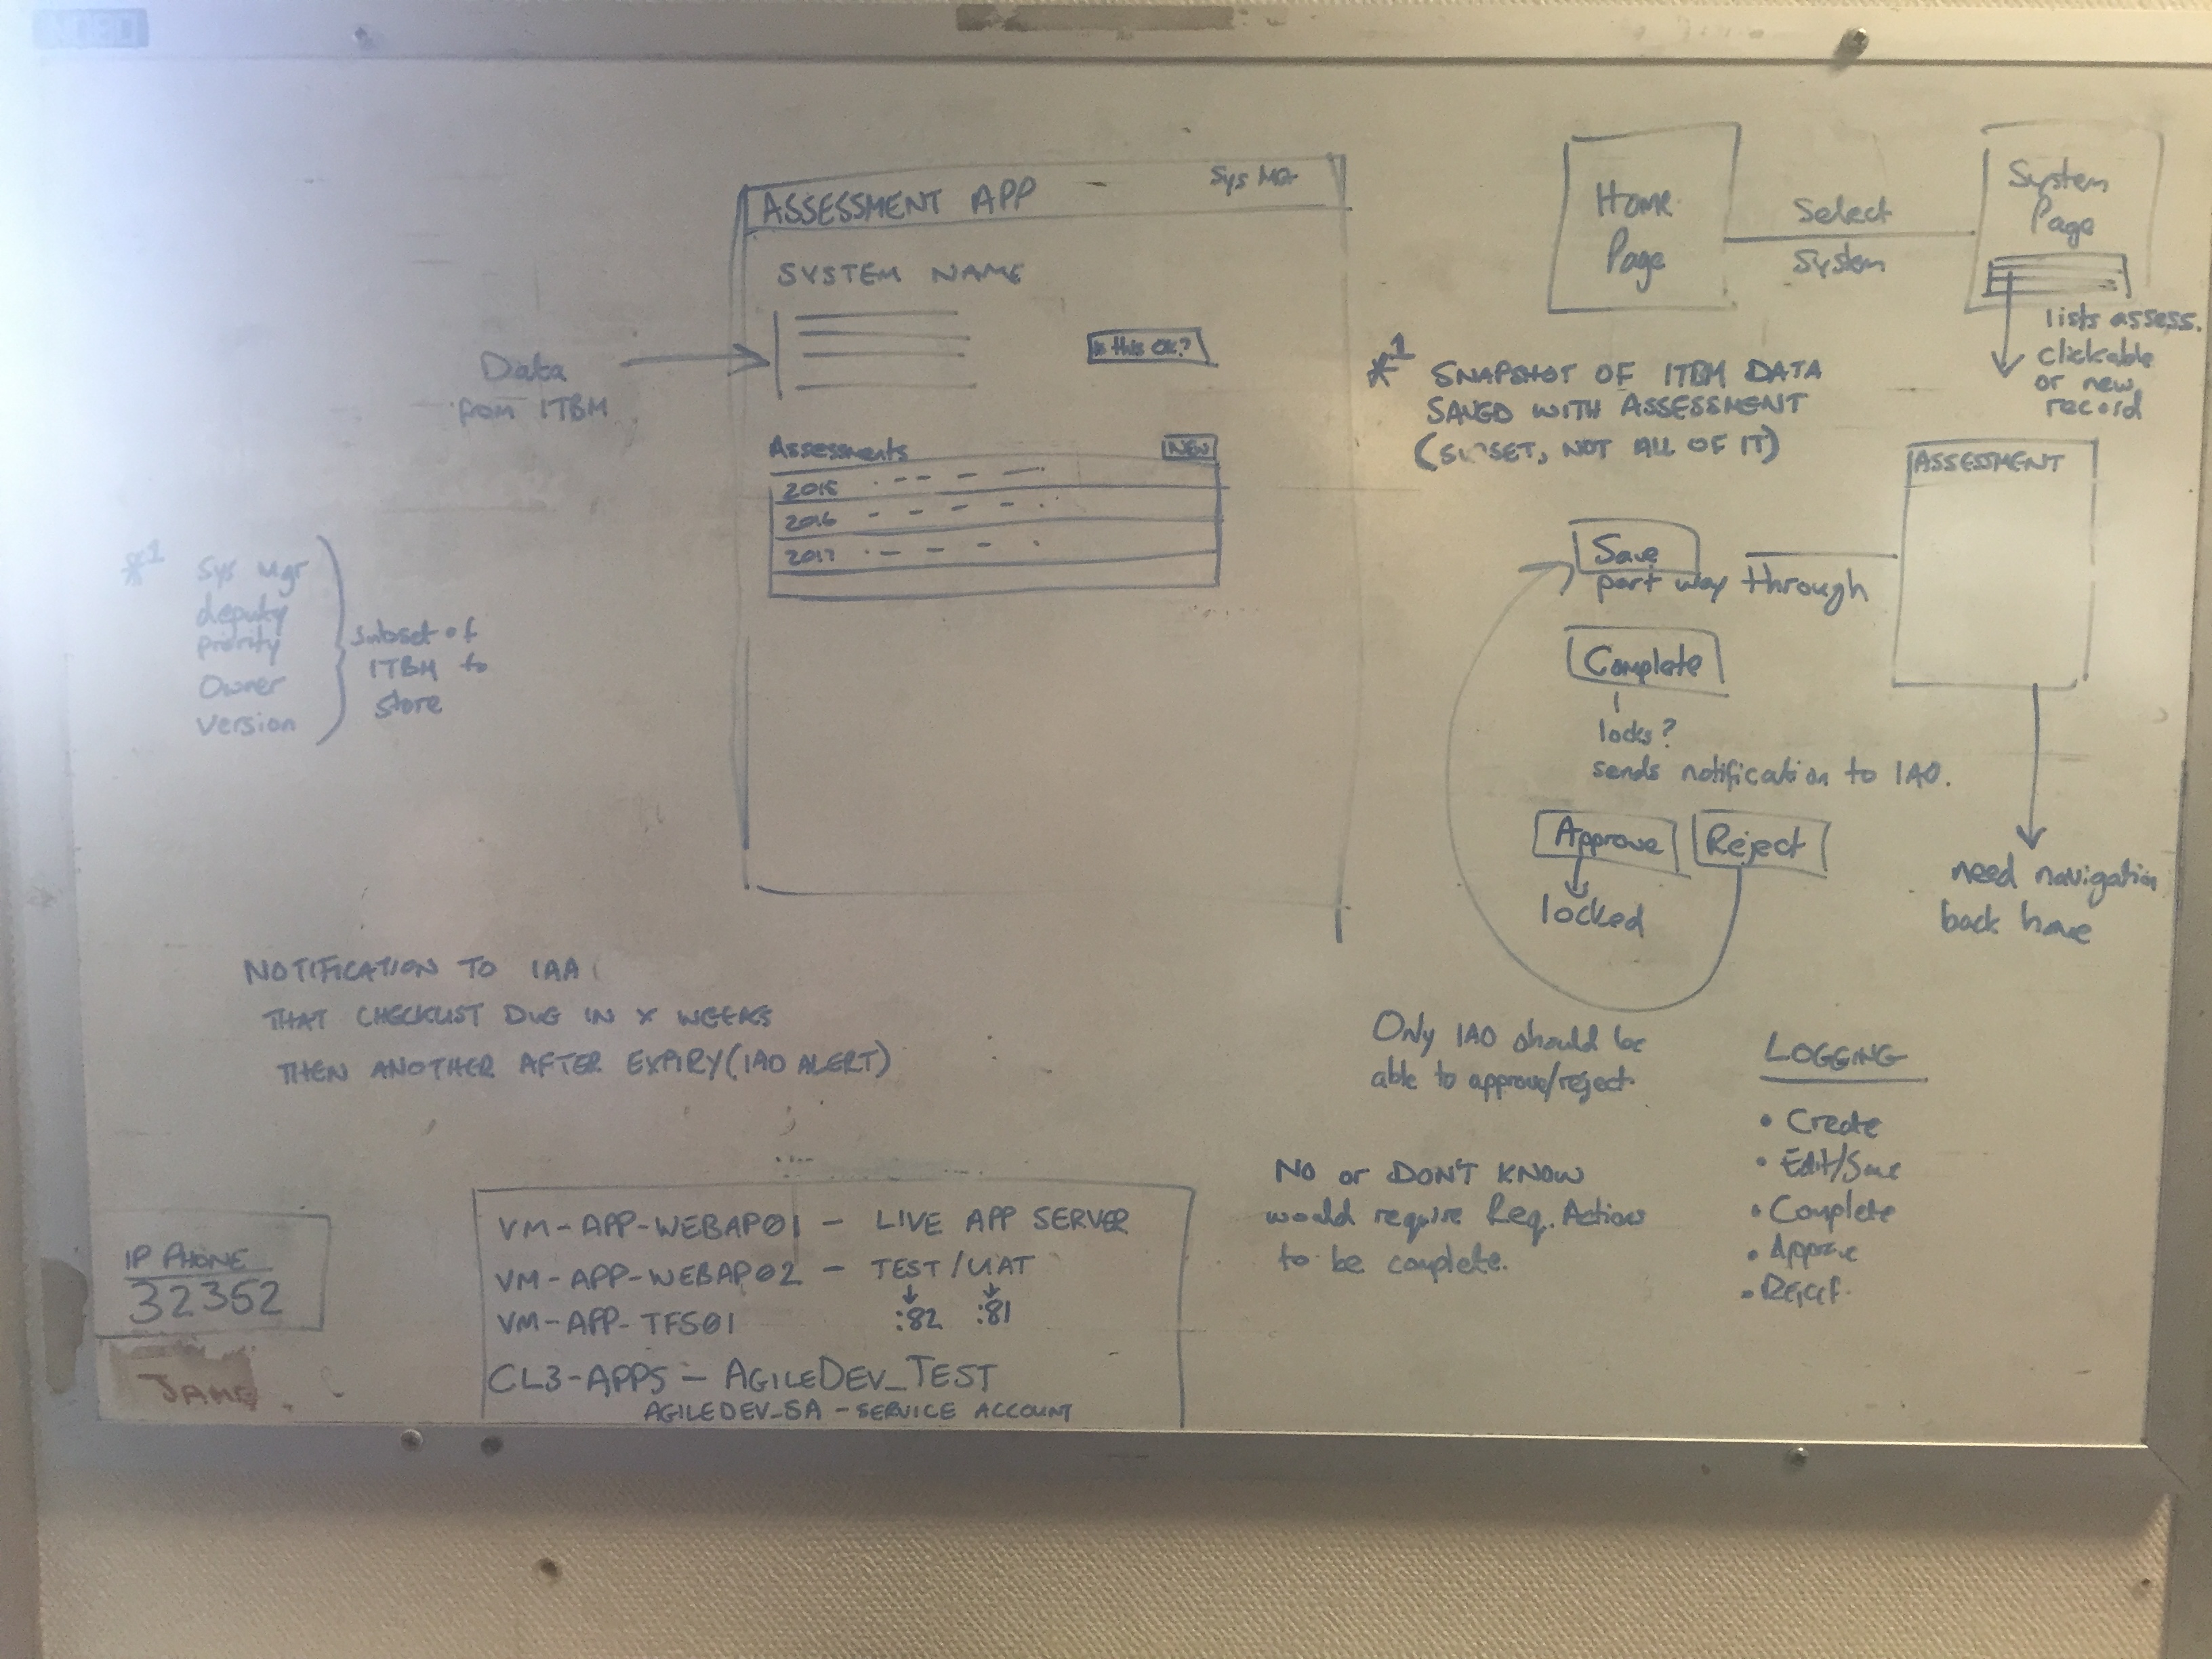 NOBO
ASSESSMENT APP
Sys MGR
SYSTEM NAME
Is this OK?
Data
from ITBM
Assessments
NEW
2015
2016
2017
*1
Sys Mgr
deputy
priority
Owner
Version
Subset of
ITBM to
store
Home
Page
Select
System
System
Page
lists assess.
clickable
or new
record
*1 SNAPSHOT OF ITBM DATA
SAVED WITH ASSESSMENT
(SUBSET, NOT ALL OF IT)
ASSESSMENT
Save
part way through
Complete
locks?
sends notification to IAO.
Approve
Reject
locked
need navigation
back home
NOTIFICATION TO IAA
THAT CHECKLIST DUE IN X WEEKS
THEN ANOTHER AFTER EXPIRY (IAO ALERT)
Only IAO should be
able to approve/reject
NO or DON'T KNOW
would require Req. Actions
to be complete.
LOGGING
• Create
• Edit/Save
• Complete
• Approve
• Reject
IP PHONE
32352
VM-APP-WEBAP01 - LIVE APP SERVER
VM-APP-WEBAP02 - TEST / UAT
VM-APP-TFS01 :82 :81
CL3-APPS - AGILEDEV_TEST
AGILEDEV_SA - SERVICE ACCOUNT